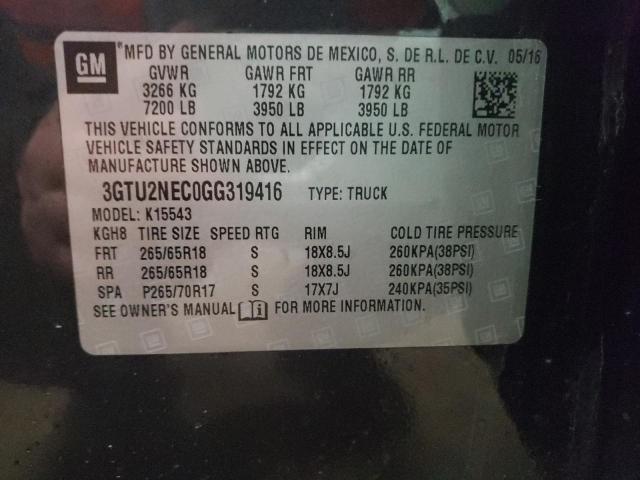 GM ®MFD BY GENERAL MOTORS DE MEXICO, S. DE R.L. DE C.V. 05/16
GVWR GAWR FRT GAWR RR
3266 KG 1792 KG 1792 KG
7200 LB 3950 LB 3950 LB
THIS VEHICLE CONFORMS TO ALL APPLICABLE U.S. FEDERAL MOTOR
VEHICLE SAFETY STANDARDS IN EFFECT ON THE DATE OF
MANUFACTURE SHOWN ABOVE.
3GTU2NEC0GG319416 TYPE: TRUCK
MODEL: K15543
KGH8 TIRE SIZE SPEED RTG RIM COLD TIRE PRESSURE
FRT 265/65R18 S 18X8.5J 260KPA(38PSI)
RR 265/65R18 S 18X8.5J 260KPA(38PSI)
SPA P265/70R17 S 17X7J 240KPA(35PSI)
SEE OWNER'S MANUAL FOR MORE INFORMATION.